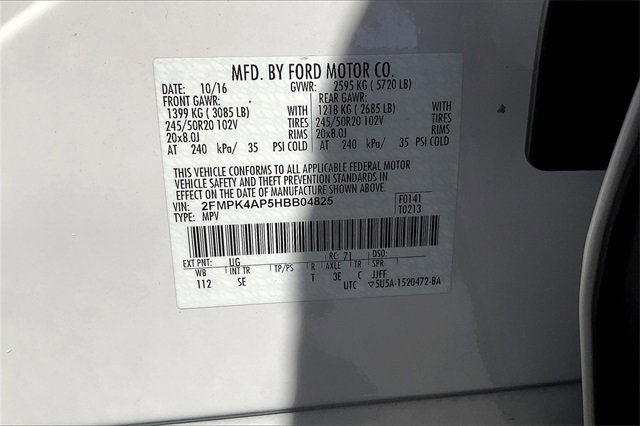 MFD. BY FORD MOTOR CO.
DATE: 10/16 GVWR: 2595 KG ( 5720 LB)
FRONT GAWR: REAR GAWR:
1399 KG ( 3085 LB) WITH 1218 KG ( 2685 LB) WITH
245/50R20 102V TIRES 245/50R20 102V TIRES
20x8.0J RIMS 20x8.0J RIMS
AT 240 kPa/ 35 PSI COLD AT 240 kPa/ 35 PSI COLD
THIS VEHICLE CONFORMS TO ALL APPLICABLE FEDERAL MOTOR
VEHICLE SAFETY AND THEFT PREVENTION STANDARDS IN
EFFECT ON THE DATE OF MANUFACTURE SHOWN ABOVE.
VIN: 2FMPK4AP5HBB04825 F0141
TYPE: MPV T0213
EXT PNT: UG RC: 71 DSO:
WB INT TR TP/PS R AXLE TR SPR
112 SE T 3E C JJFF
UTC ▽5U5A-1520472-BA